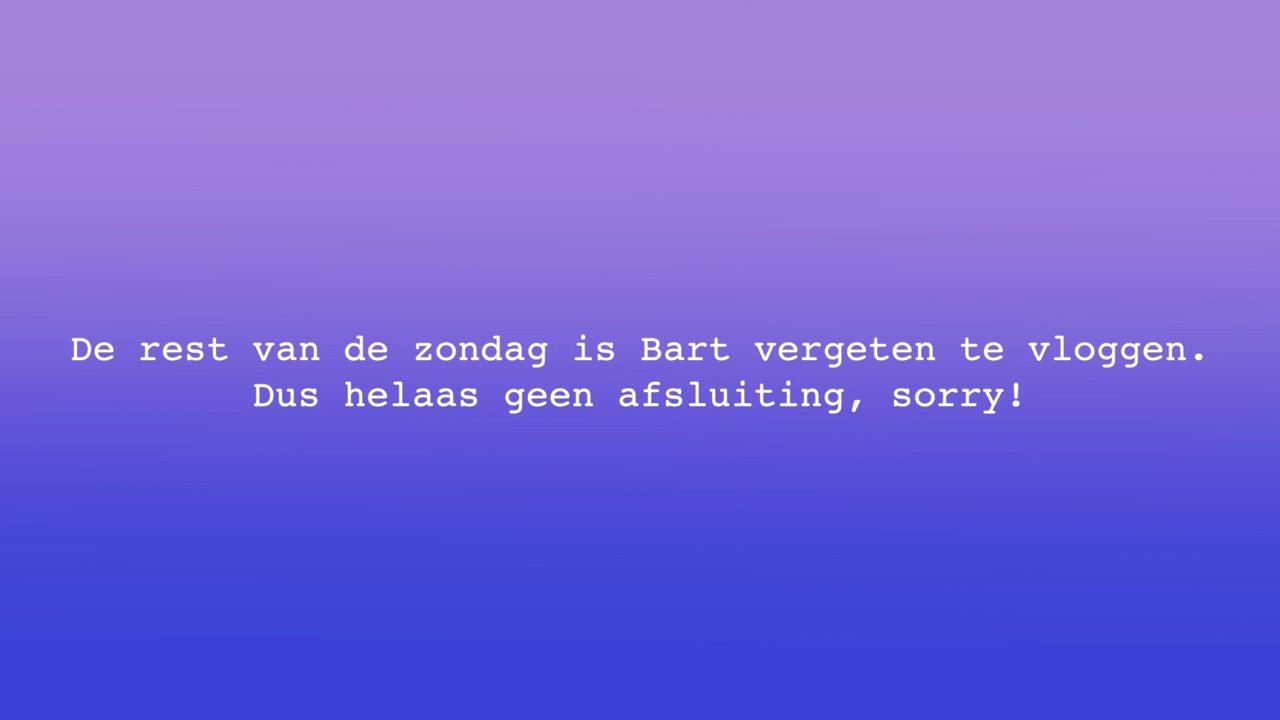 De rest van de zondag is Bart vergeten te vloggen.
Dus helaas geen afsluiting, sorry!